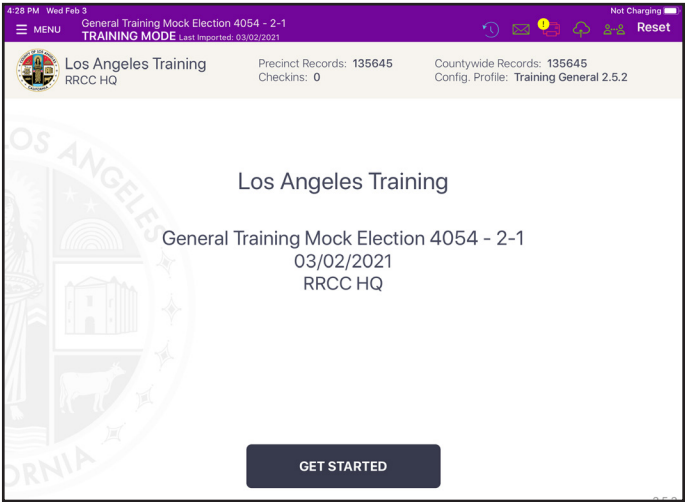 4:28 PM Wed Feb 3
Not Charging
MENU
General Training Mock Election 4054 - 2-1
TRAINING MODE Last Imported: 03/02/2021
Reset
Los Angeles Training
RRCC HQ
Precinct Records: 135645
Checkins: 0
Countywide Records: 135645
Config. Profile: Training General 2.5.2
Los Angeles Training
General Training Mock Election 4054 - 2-1
03/02/2021
RRCC HQ
GET STARTED
OS ANGELES
ORNIA